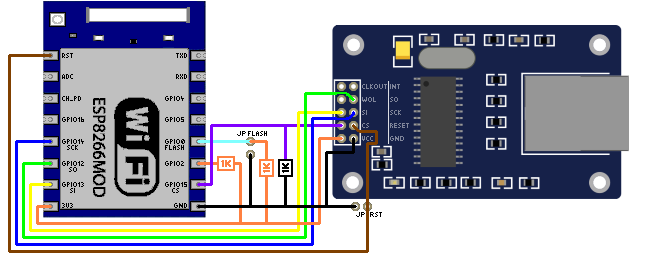 RST
TXD
ADC
RXD
CH_PD
GPIO4
GPIO16
GPIO5
GPIO14
SCK
GPIO0
FLASH
GPIO12
SO
GPIO2
GPIO13
SI
GPIO15
CS
3V3
GND
ESP8266MOD
WiFi
JP FLASH
1K
1K
1K
JP RST
CLKOUT INT
WOL SO
SI SCK
CS RESET
VCC GND